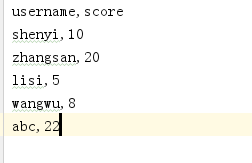 username,score
shenyi,10
zhangsan,20
lisi,5
wangwu,8
abc,22